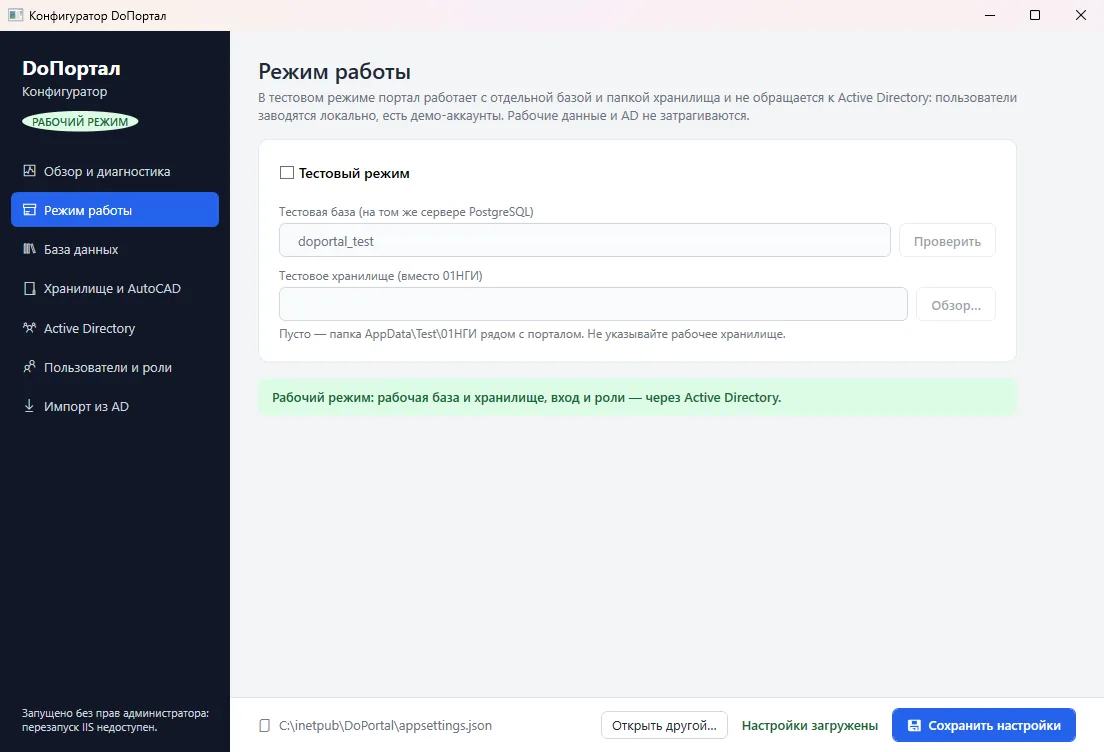 Конфигуратор DoПортал
DoПортал
Конфигуратор
РАБОЧИЙ РЕЖИМ
Обзор и диагностика
Режим работы
База данных
Хранилище и AutoCAD
Active Directory
Пользователи и роли
Импорт из AD
Запущено без прав администратора:
перезапуск IIS недоступен.
Режим работы
В тестовом режиме портал работает с отдельной базой и папкой хранилища и не обращается к Active Directory: пользователи
заводятся локально, есть демо-аккаунты. Рабочие данные и AD не затрагиваются.
Тестовый режим
Тестовая база (на том же сервере PostgreSQL)
doportal_test
Проверить
Тестовое хранилище (вместо 01НГИ)
Обзор...
Пусто — папка AppData\Test\01НГИ рядом с порталом. Не указывайте рабочее хранилище.
Рабочий режим: рабочая база и хранилище, вход и роли — через Active Directory.
C:\inetpub\DoPortal\appsettings.json
Открыть другой...
Настройки загружены
Сохранить настройки